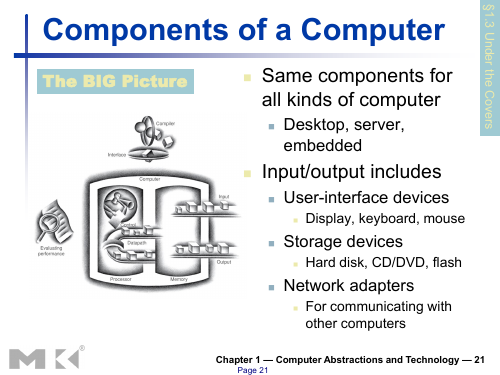 Components of a Computer
§1.3 Under the Covers
The BIG Picture
Compiler
Interface
Computer
Input
Control
Datapath
Evaluating
performance
Output
Processor
Memory
Same components for
all kinds of computer
Desktop, server,
embedded
Input/output includes
User-interface devices
Display, keyboard, mouse
Storage devices
Hard disk, CD/DVD, flash
Network adapters
For communicating with
other computers
MK®
Chapter 1 — Computer Abstractions and Technology — 21
Page 21